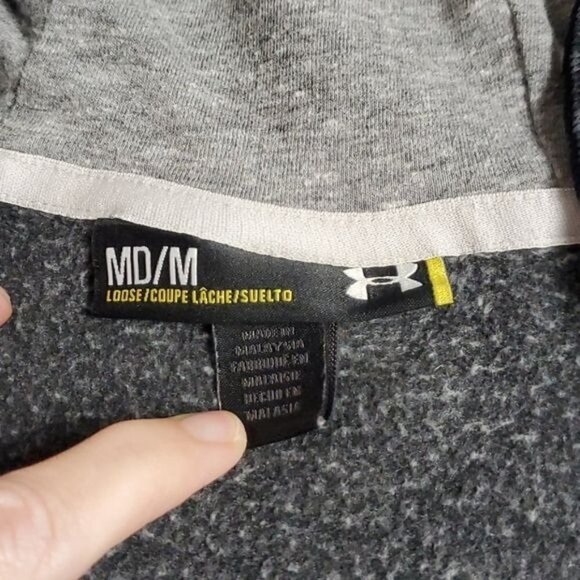 MD/M
LOOSE/COUPE LÂCHE/SUELTO
MADE IN
MALAYSIA
FABRIQUÉ EN
MALAISIE
HECHO EN
MALASIA